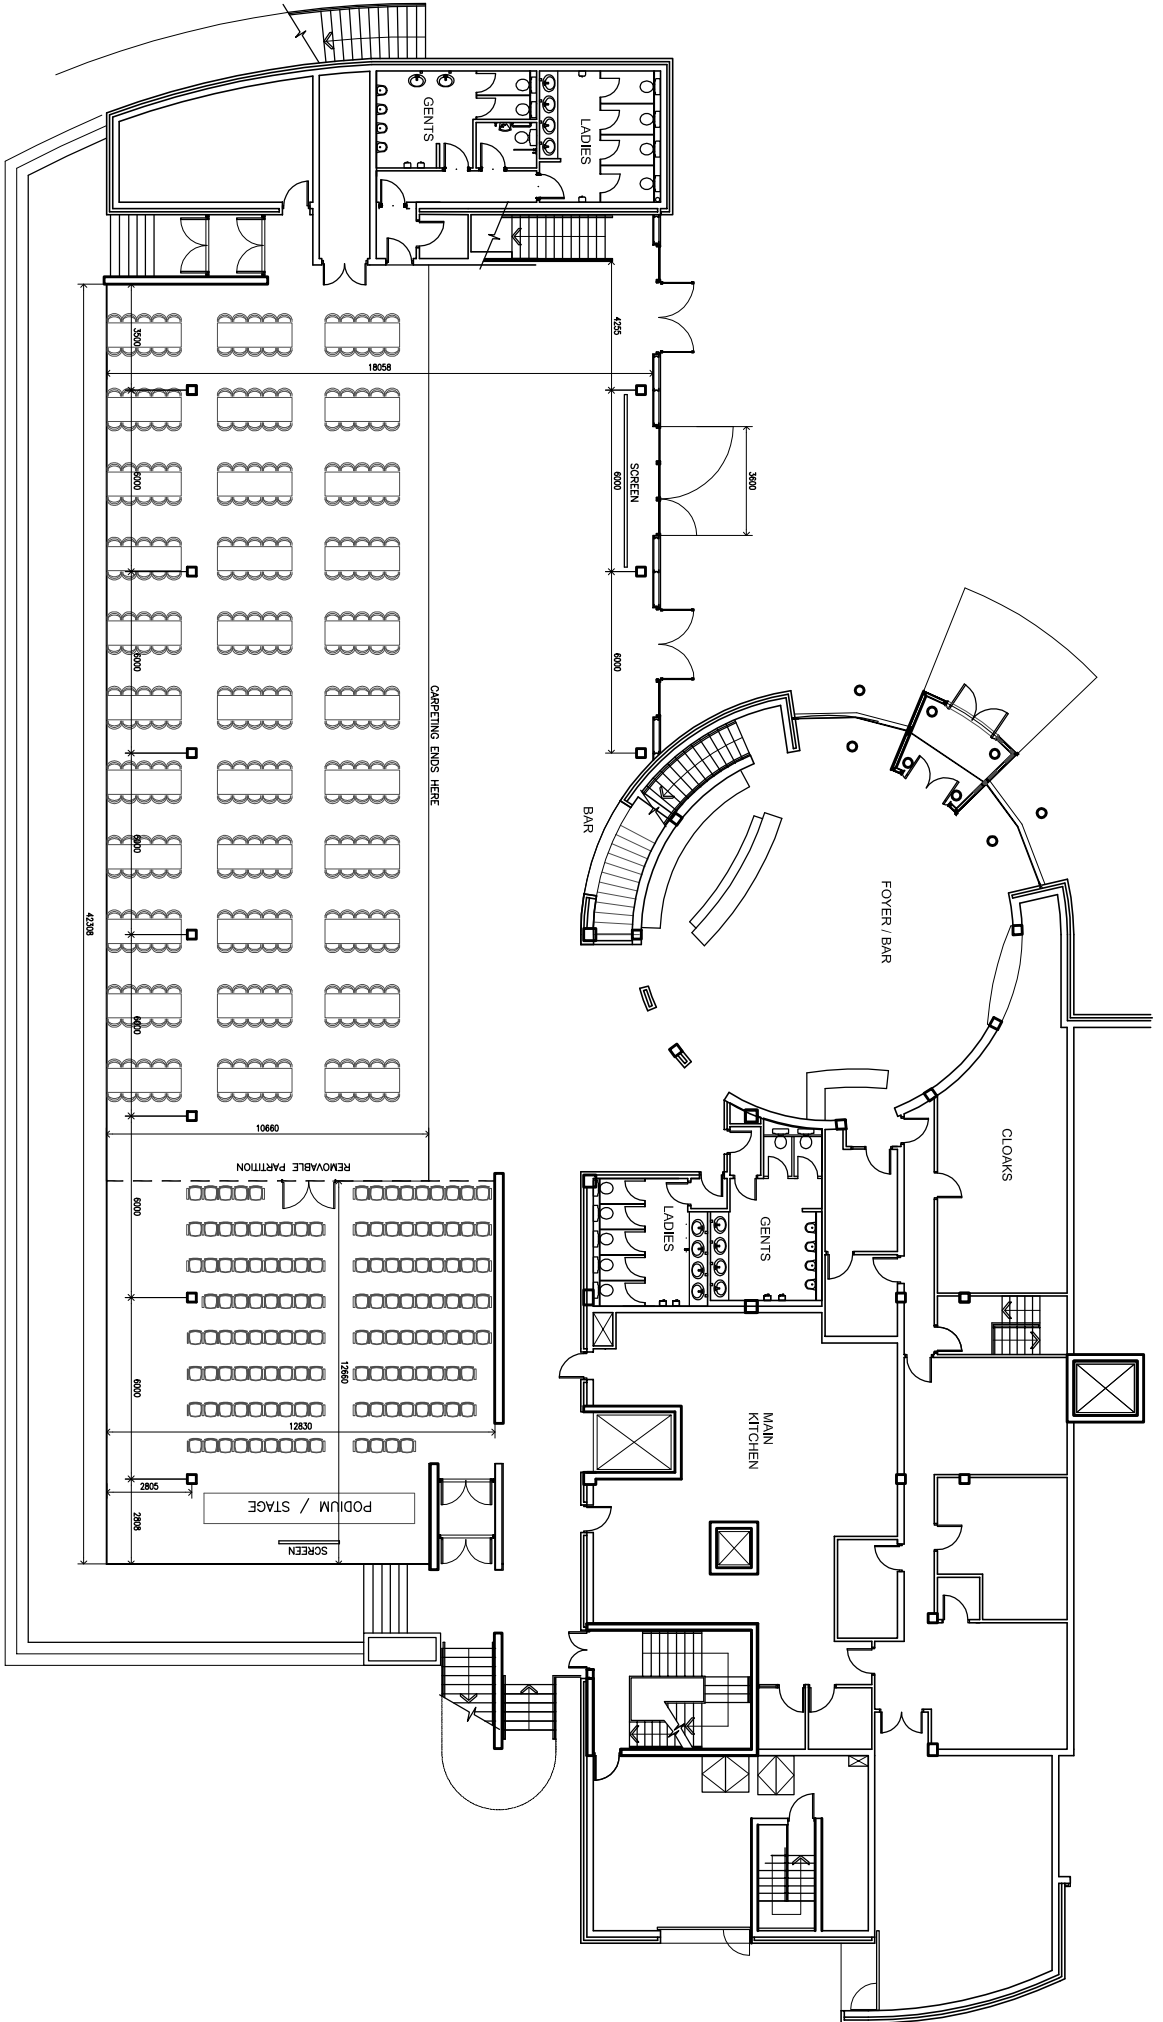 GENTS
LADIES
3500
4255
18058
SCREEN
6000
3600
6000
6000
6000
CARPETING ENDS HERE
BAR
FOYER / BAR
6000
42308
6000
10660
REMOVABLE PARTITION
CLOAKS
6000
LADIES
GENTS
12660
6000
12830
MAIN
KITCHEN
2805
PODIUM / STAGE
2808
SCREEN